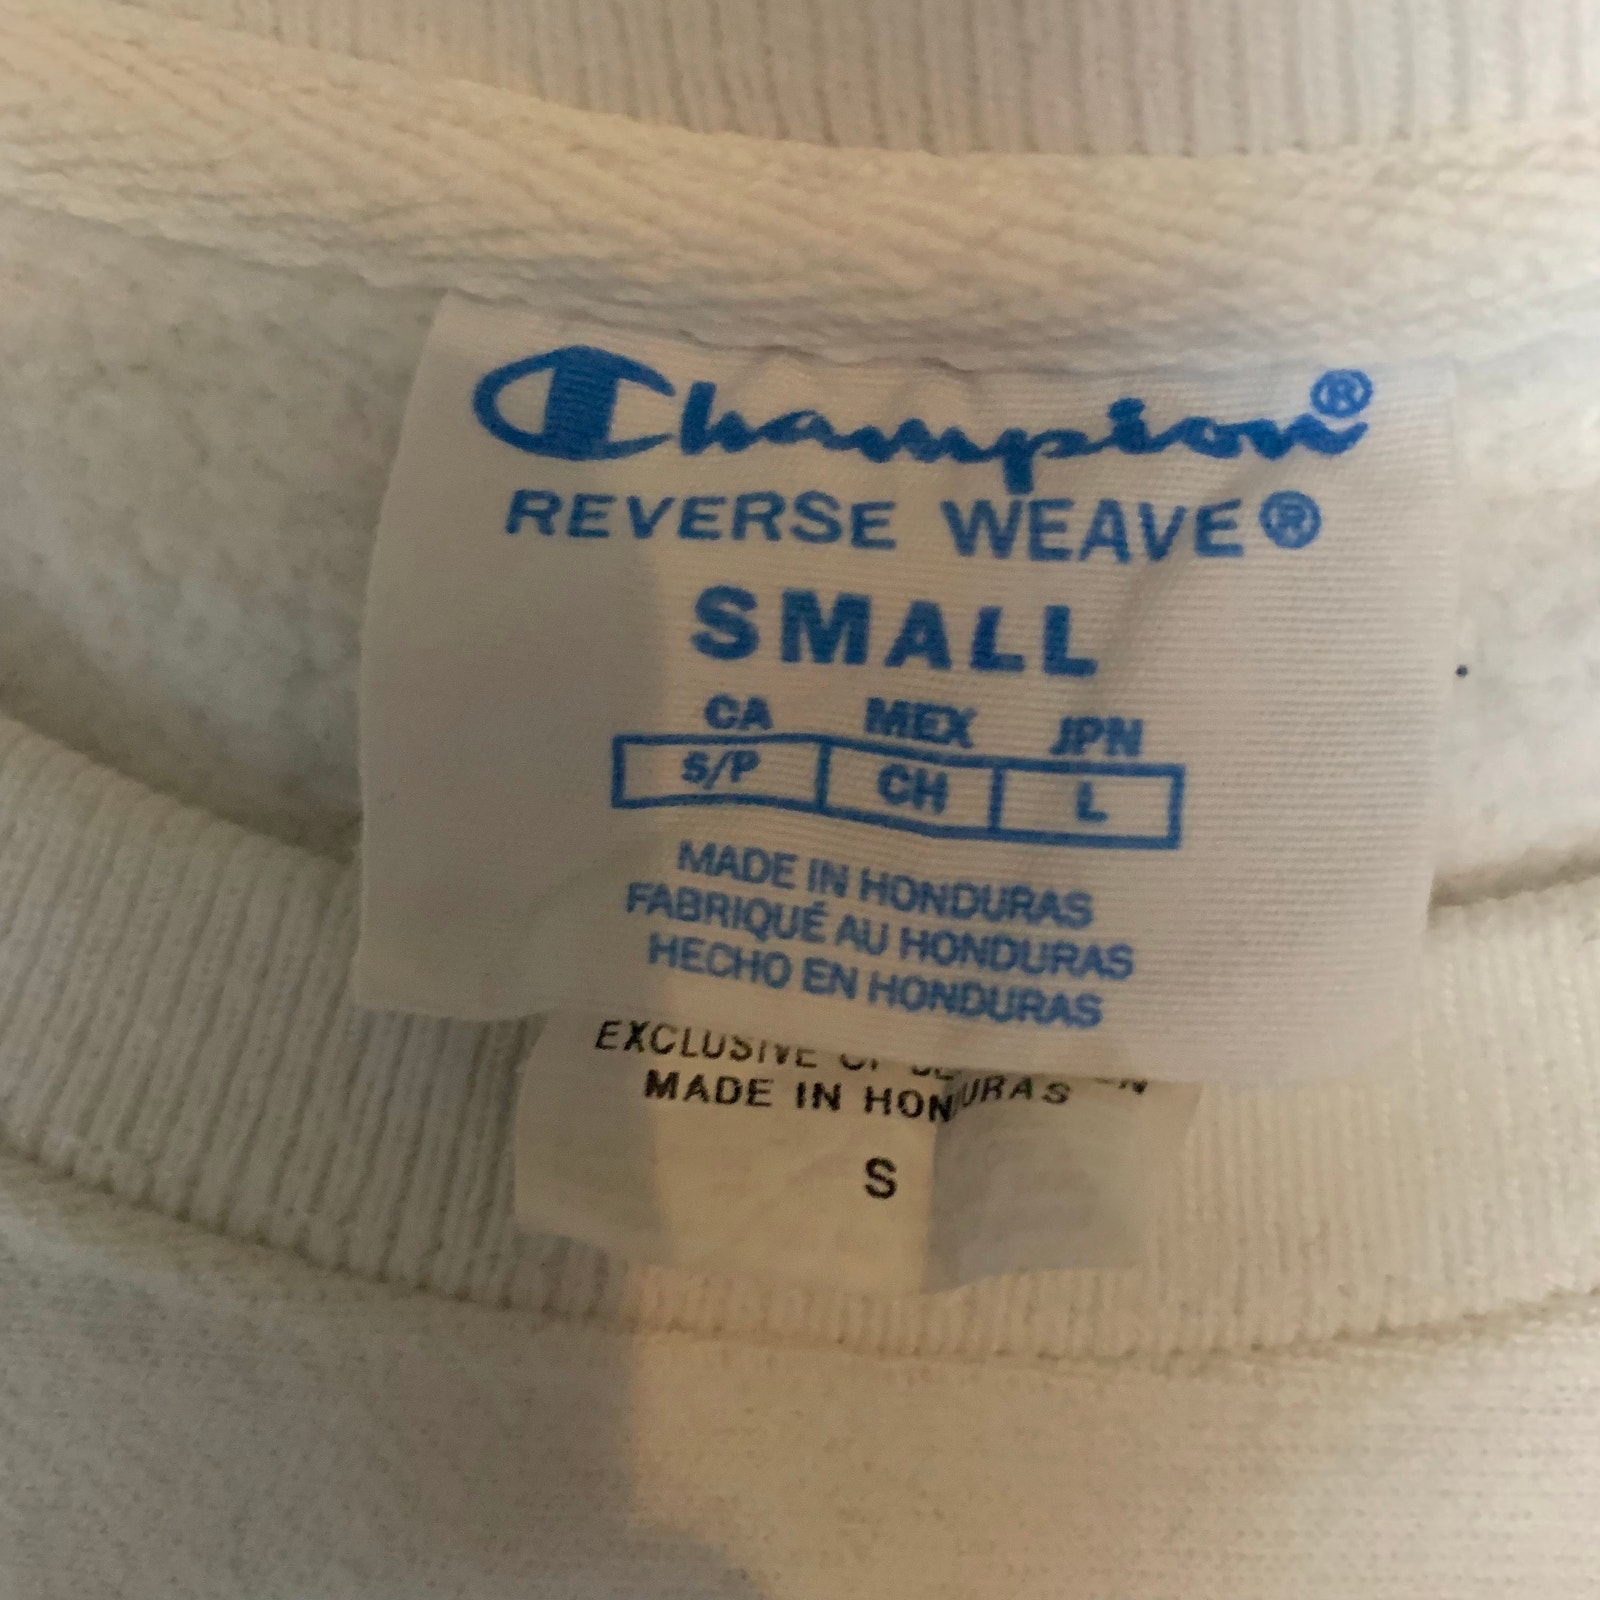 Champion®
REVERSE WEAVE®
SMALL
CA MEX JPN
S/P CH L
MADE IN HONDURAS
FABRIQUÉ AU HONDURAS
HECHO EN HONDURAS
EXCLUSIVE OF
MADE IN HONDURAS
S